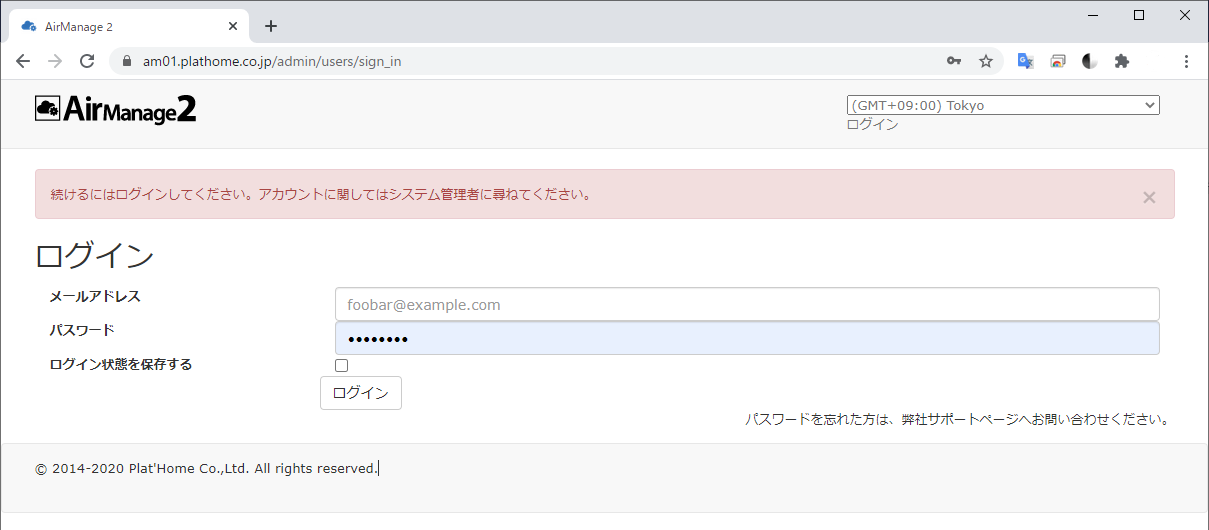 AirManage 2
am01.plathome.co.jp/admin/users/sign_in
AirManage2
(GMT+09:00) Tokyo
ログイン
続けるにはログインしてください。アカウントに関してはシステム管理者に尋ねてください。
ログイン
メールアドレス
foobar@example.com
パスワード
ログイン状態を保存する
ログイン
パスワードを忘れた方は、弊社サポートページへお問い合わせください。
© 2014-2020 Plat'Home Co.,Ltd. All rights reserved.